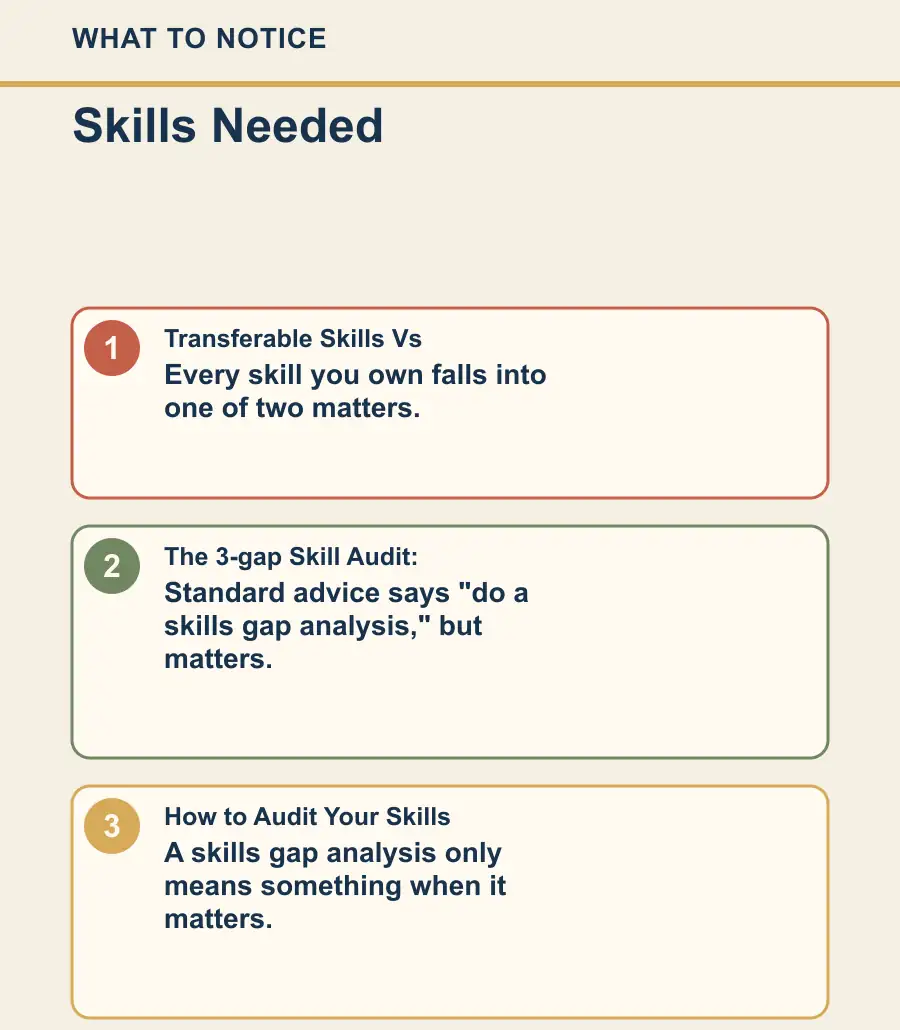 WHAT TO NOTICE
Skills Needed
1
Transferable Skills Vs
Every skill you own falls into
one of two matters.
2
The 3-gap Skill Audit:
Standard advice says "do a
skills gap analysis," but
matters.
3
How to Audit Your Skills
A skills gap analysis only
means something when it
matters.